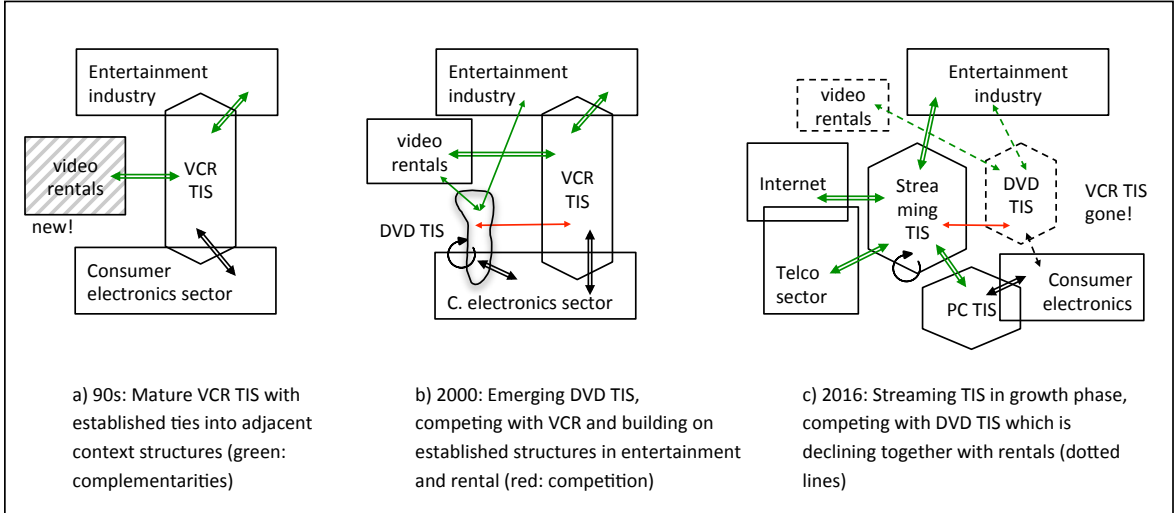 Entertainment
industry
video
rentals
VCR
TIS
new!
Consumer
electronics sector
a) 90s: Mature VCR TIS with
established ties into adjacent
context structures (green:
complementarities)
Entertainment
industry
video
rentals
VCR
TIS
DVD TIS
C. electronics sector
b) 2000: Emerging DVD TIS,
competing with VCR and building on
established structures in entertainment
and rental (red: competition)
Entertainment
industry
video
rentals
Internet
Strea
ming
TIS
DVD
TIS
VCR TIS
gone!
Telco
sector
Consumer
electronics
PC TIS
c) 2016: Streaming TIS in growth phase,
competing with DVD TIS which is
declining together with rentals (dotted
lines)